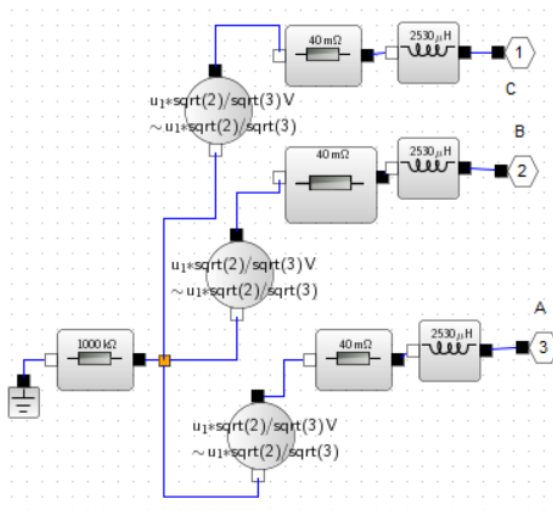 40 mΩ
2530 μH
1
C
u₁*sqrt(2)/sqrt(3) V
~u₁*sqrt(2)/sqrt(3)
B
40 mΩ
2530 μH
2
u₁*sqrt(2)/sqrt(3) V
~u₁*sqrt(2)/sqrt(3)
A
1000 kΩ
40 mΩ
2530 μH
3
u₁*sqrt(2)/sqrt(3) V
~u₁*sqrt(2)/sqrt(3)